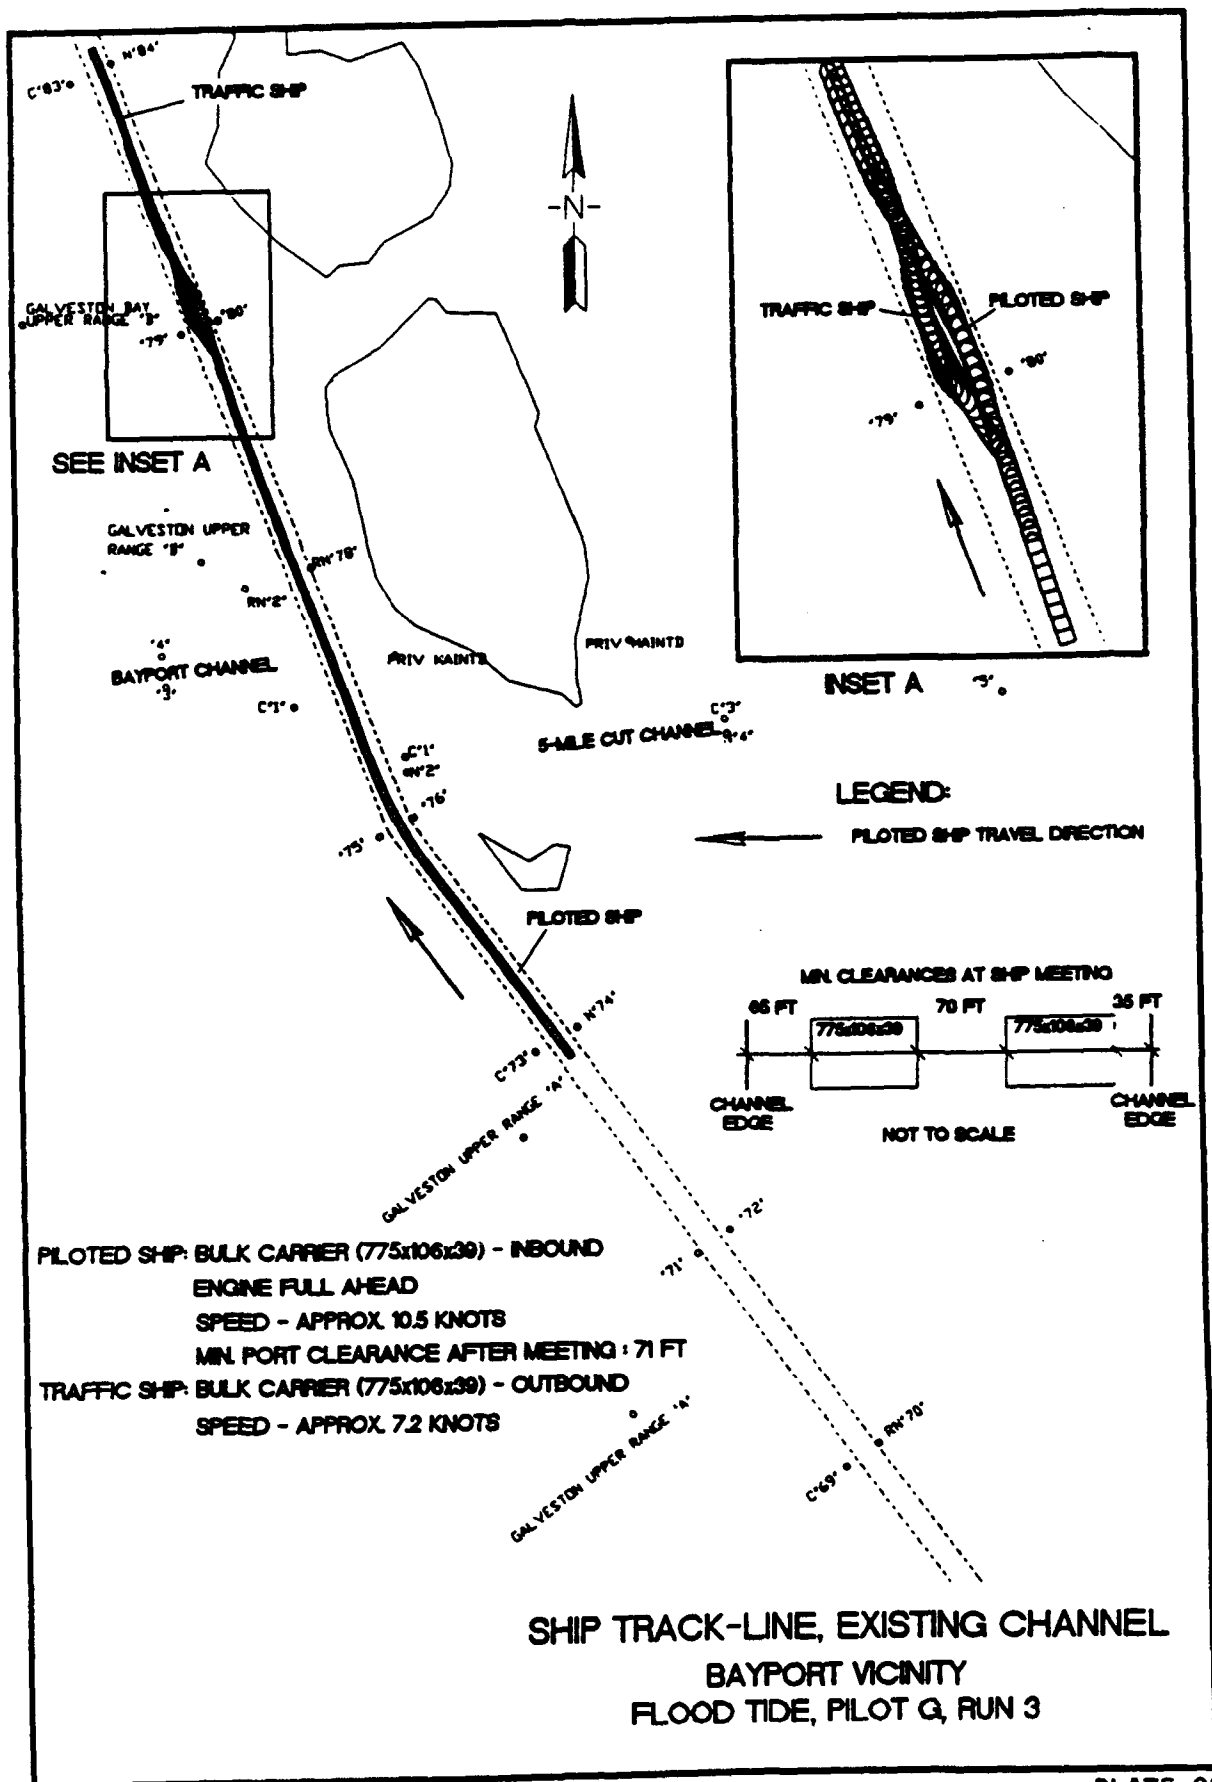 N"84"
C"83"
TRAFFIC SHIP
-N-
GALVESTON BAY
UPPER RANGE "B"
"80"
"79"
SEE INSET A
TRAFFIC SHIP
PILOTED SHIP
"80"
"79"
INSET A
"5"
GALVESTON UPPER
RANGE "B"
RN"78"
RN"2"
"4"
BAYPORT CHANNEL
"3"
C"1"
PRIV KAINTD
PRIV MAINTD
C"3"
5-MILE CUT CHANNEL
"4"
C"1"
N"2"
"76"
"75"
LEGEND:
PILOTED SHIP TRAVEL DIRECTION
PILOTED SHIP
MIN. CLEARANCES AT SHIP MEETING
65 FT 70 FT 35 FT
775x106x39 775x106x39
CHANNEL
EDGE
CHANNEL
EDGE
NOT TO SCALE
N"74"
C"73"
GALVESTON UPPER RANGE "A"
"72"
"71"
PILOTED SHIP: BULK CARRIER (775x106x39) - INBOUND
ENGINE FULL AHEAD
SPEED - APPROX. 10.5 KNOTS
MIN. PORT CLEARANCE AFTER MEETING : 71 FT
TRAFFIC SHIP: BULK CARRIER (775x106x39) - OUTBOUND
SPEED - APPROX. 7.2 KNOTS
RN"70"
C"69"
GALVESTON UPPER RANGE "A"
SHIP TRACK-LINE, EXISTING CHANNEL
BAYPORT VICINITY
FLOOD TIDE, PILOT G, RUN 3